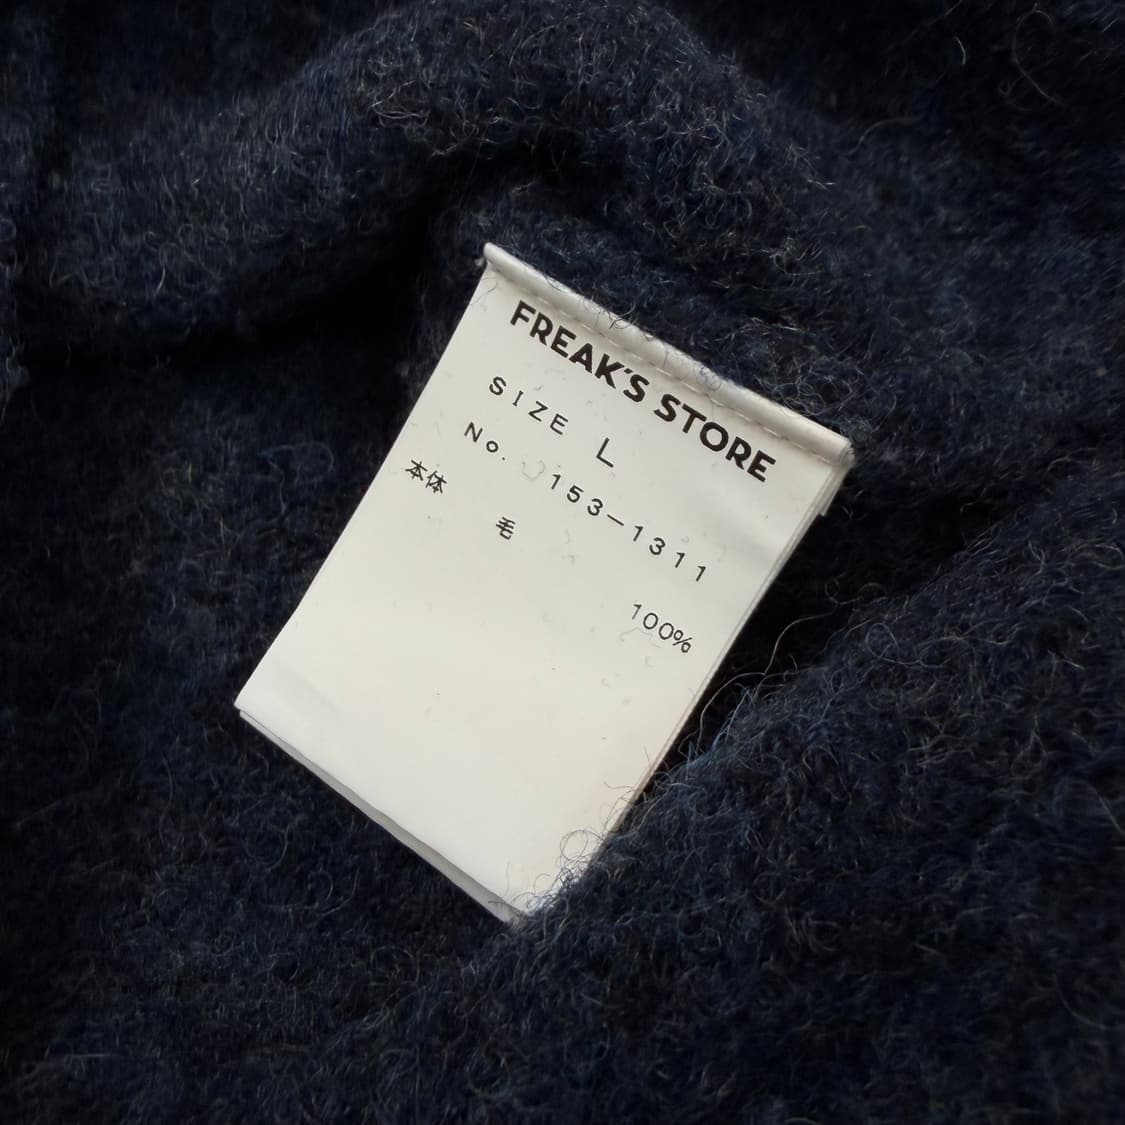 FREAK'S STORE
SIZE L
No. 153-1311
本体
毛 100%